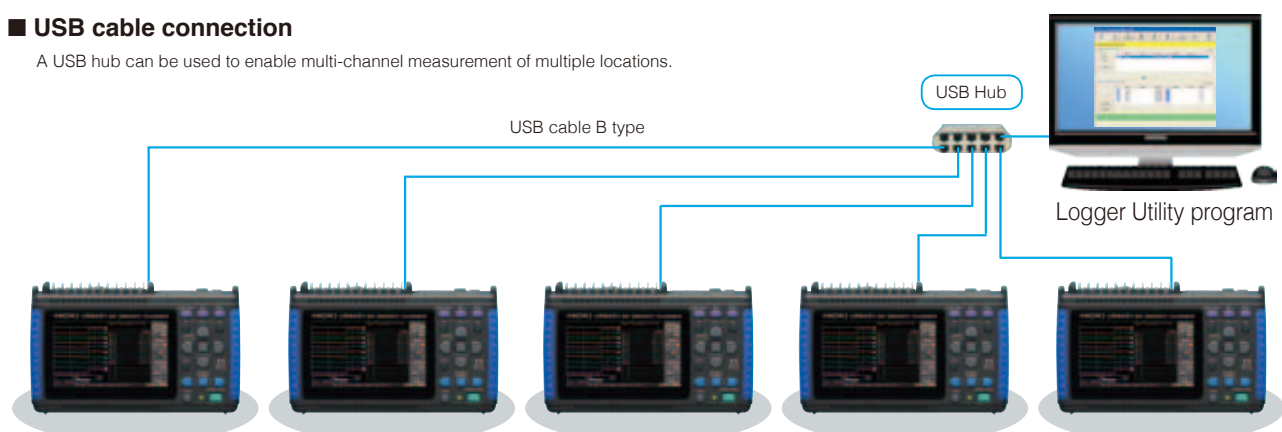 ■ USB cable connection
A USB hub can be used to enable multi-channel measurement of multiple locations.
USB Hub
USB cable B type
Logger Utility program